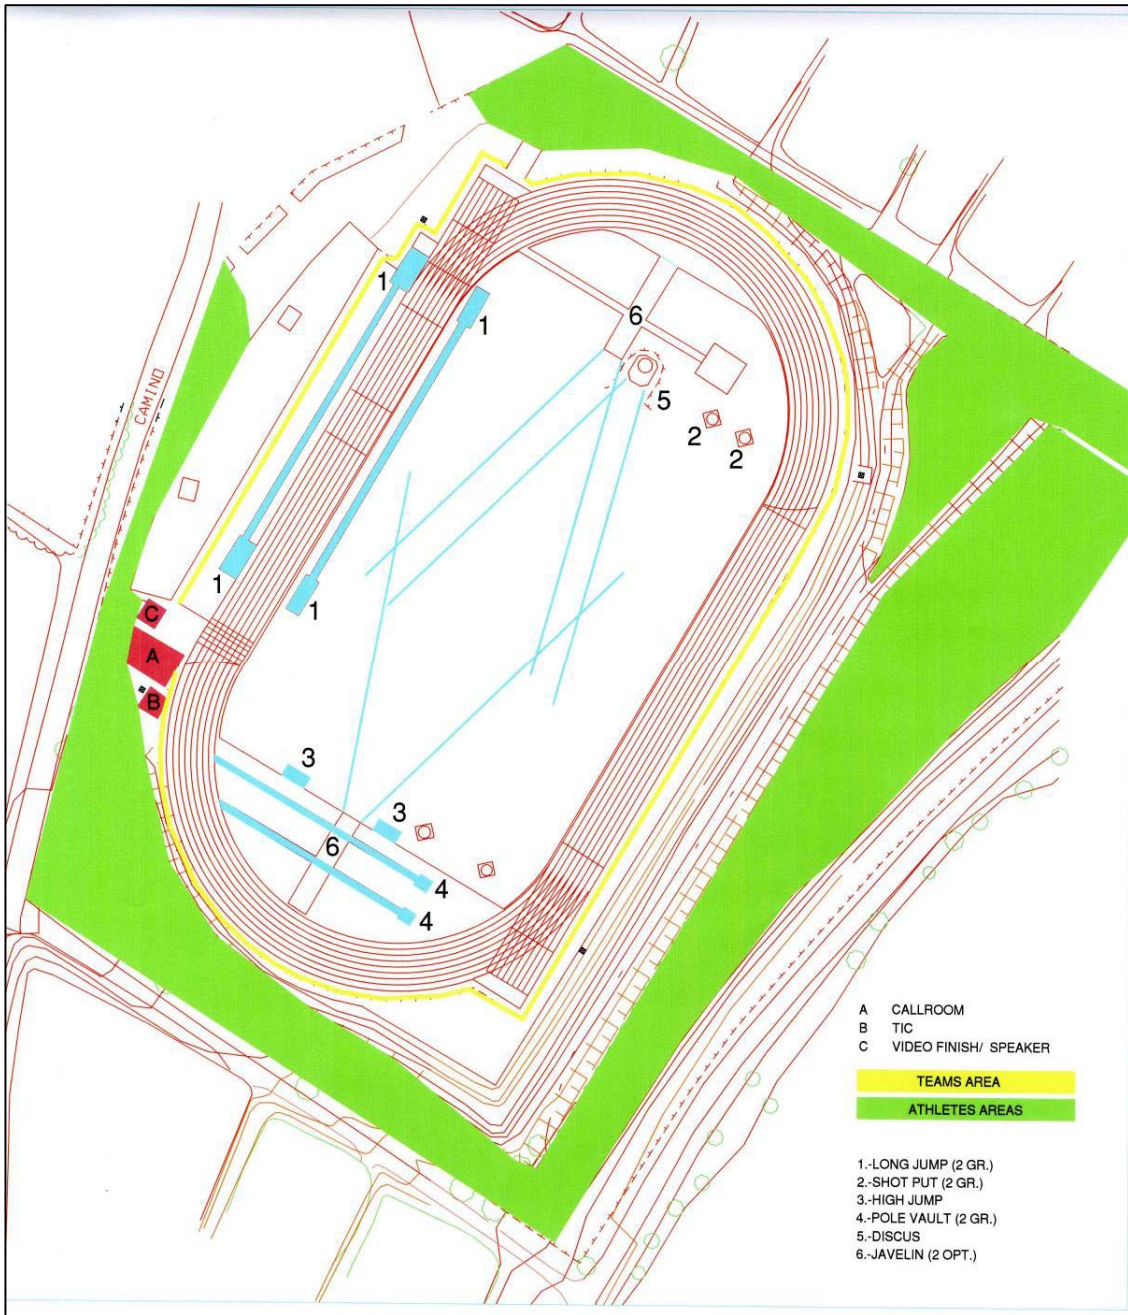 1
1
6
5
2
2
CAMINO
1
1
C
A
B
3
3
6
4
4
A CALLROOM
B TIC
C VIDEO FINISH/ SPEAKER
TEAMS AREA
ATHLETES AREAS
1.-LONG JUMP (2 GR.)
2.-SHOT PUT (2 GR.)
3.-HIGH JUMP
4.-POLE VAULT (2 GR.)
5.-DISCUS
6.-JAVELIN (2 OPT.)